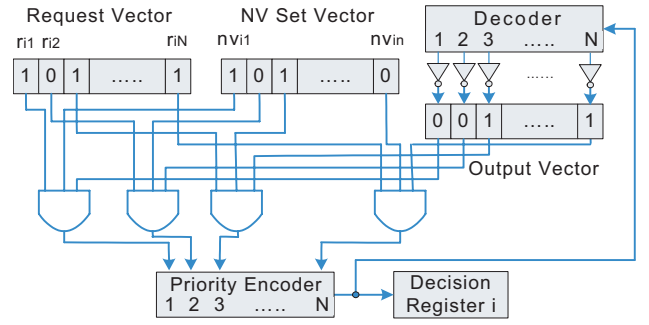 Request Vector
NV Set Vector
Decoder
ri1 ri2 riN
nvi1 nvin
1 2 3 ..... N
......
1 0 1 ..... 1
1 0 1 ..... 0
0 0 1 ..... 1
Output Vector
Priority Encoder
1 2 3 ..... N
Decision
Register i